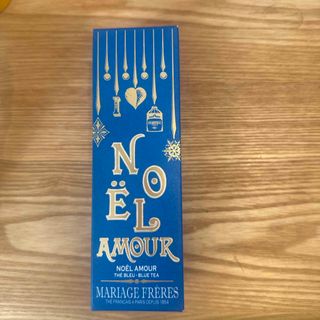 NOËL
AMOUR
NOËL AMOUR
THÉ BLEU - BLUE TEA
MARIAGE FRÈRES
THÉ FRANÇAIS À PARIS DEPUIS 1854